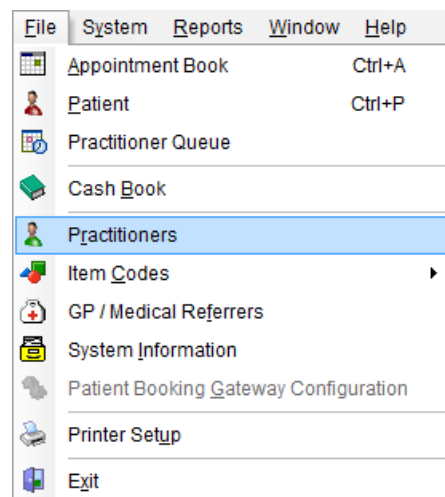 File System Reports Window Help
Appointment Book Ctrl+A
Patient Ctrl+P
Practitioner Queue
Cash Book
Practitioners
Item Codes
GP / Medical Referrers
System Information
Patient Booking Gateway Configuration
Printer Setup
Exit